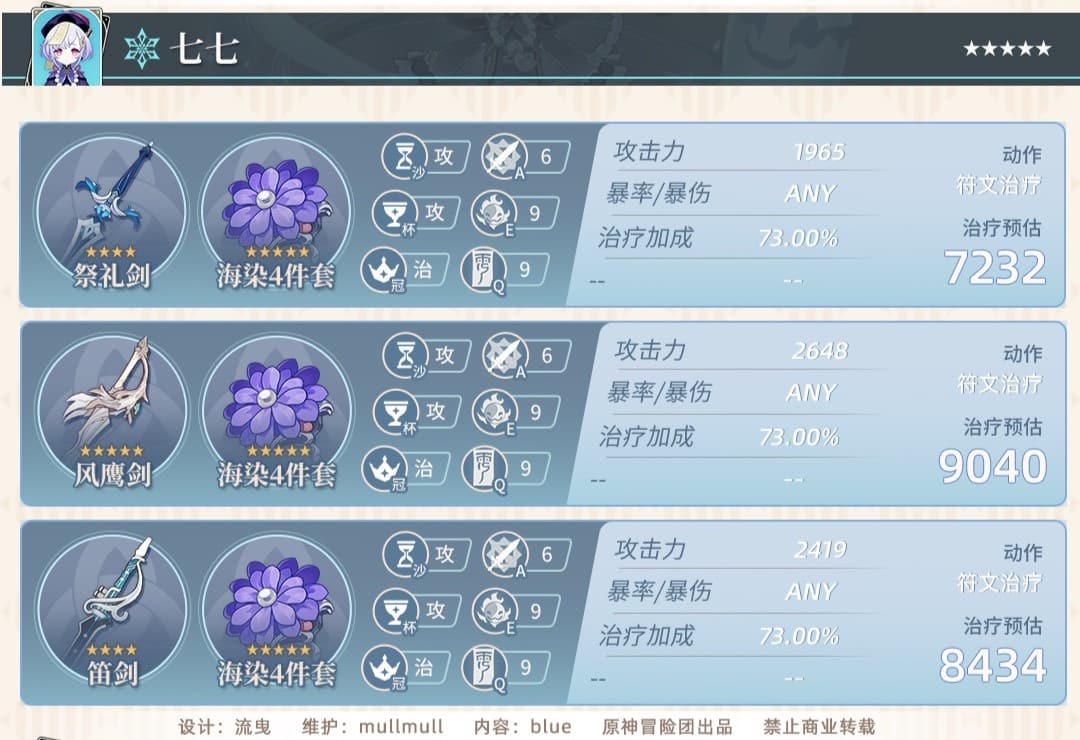 七七 ★★★★★
沙 攻 A 6
杯 攻 E 9
冠 治 Q 9
★★★★ ★★★★★
祭礼剑 海染4件套
攻击力 1965
暴率/暴伤 ANY
治疗加成 73.00%
-- --
动作
符文治疗
治疗预估
7232
沙 攻 A 6
杯 攻 E 9
冠 治 Q 9
★★★★★ ★★★★★
风鹰剑 海染4件套
攻击力 2648
暴率/暴伤 ANY
治疗加成 73.00%
-- --
动作
符文治疗
治疗预估
9040
沙 攻 A 6
杯 攻 E 9
冠 治 Q 9
★★★★ ★★★★★
笛剑 海染4件套
攻击力 2419
暴率/暴伤 ANY
治疗加成 73.00%
-- --
动作
符文治疗
治疗预估
8434
设计：流曳 维护：mullmull 内容：blue 原神冒险团出品 禁止商业转载